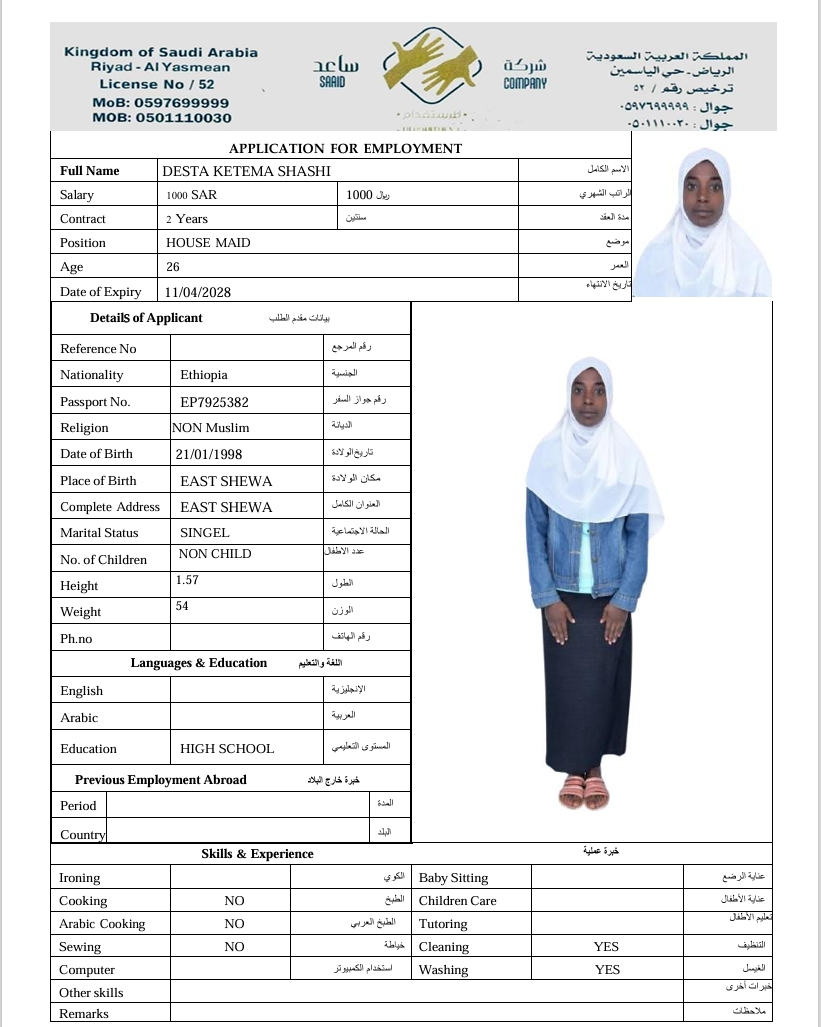 Kingdom of Saudi Arabia
Riyad - Al Yasmean
License No / 52
MoB: 0597699999
MOB: 0501110030
ساعد
SAAID
شركة
COMPANY
للإستقدام
المملكة العربية السعودية
الرياض - حي الياسمين
ترخيص رقم / ٥٢
جوال : ٠٥٩٧٦٩٩٩٩٩
جوال : ٠٥٠١١١٠٠٣٠
APPLICATION FOR EMPLOYMENT
Full Name DESTA KETEMA SHASHI الاسم الكامل
Salary 1000 SAR 1000 ريال الراتب الشهري
Contract 2 Years سنتين مدة العقد
Position HOUSE MAID موضع
Age 26 العمر
Date of Expiry 11/04/2028 تاريخ الانتهاء
Details of Applicant بيانات مقدم الطلب
Reference No رقم المرجع
Nationality Ethiopia الجنسية
Passport No. EP7925382 رقم جواز السفر
Religion NON Muslim الديانة
Date of Birth 21/01/1998 تاريخ الولادة
Place of Birth EAST SHEWA مكان الولادة
Complete Address EAST SHEWA العنوان الكامل
Marital Status SINGEL الحالة الاجتماعية
No. of Children NON CHILD عدد الاطفال
Height 1.57 الطول
Weight 54 الوزن
Ph.no رقم الهاتف
Languages & Education اللغة والتعليم
English الإنجليزية
Arabic العربية
Education HIGH SCHOOL المستوى التعليمي
Previous Employment Abroad خبرة خارج البلاد
Period المدة
Country البلد
Skills & Experience خبرة عملية
Ironing الكوي Baby Sitting عناية الرضع
Cooking NO الطبخ Children Care عناية الأطفال
Arabic Cooking NO الطبخ العربي Tutoring تعليم الأطفال
Sewing NO خياطة Cleaning YES التنظيف
Computer استخدام الكمبيوتر Washing YES الغيسل
Other skills خبرات أخرى
Remarks ملاحظات